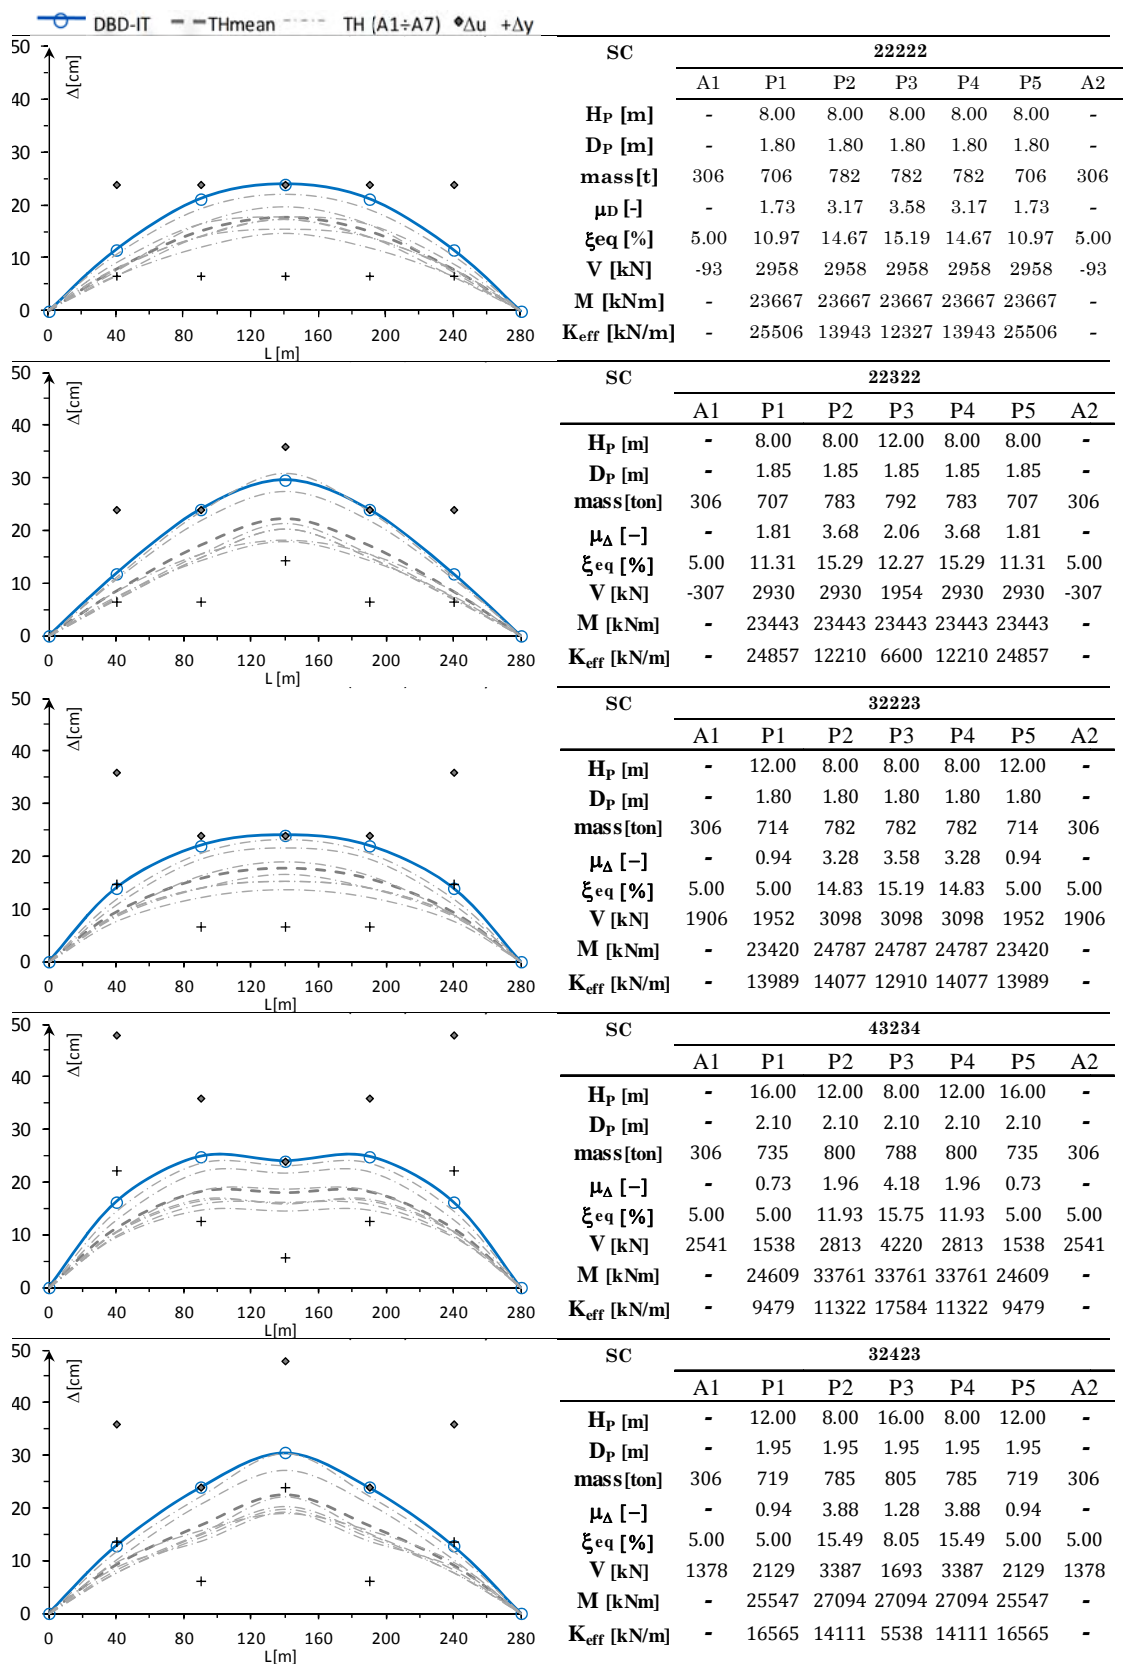 DBD-IT THmean TH (A1÷A7) Δu +Δy
50
40
30
20
10
0
Δ[cm]
0 40 80 120 160 200 240 280
L [m]
SC 22222
A1 P1 P2 P3 P4 P5 A2
HP [m] - 8.00 8.00 8.00 8.00 8.00 -
DP [m] - 1.80 1.80 1.80 1.80 1.80 -
mass[t] 306 706 782 782 782 706 306
μD [-] - 1.73 3.17 3.58 3.17 1.73 -
ξeq [%] 5.00 10.97 14.67 15.19 14.67 10.97 5.00
V [kN] -93 2958 2958 2958 2958 2958 -93
M [kNm] - 23667 23667 23667 23667 23667 -
Keff [kN/m] - 25506 13943 12327 13943 25506 -
50
40
30
20
10
0
Δ[cm]
0 40 80 120 160 200 240 280
L [m]
SC 22322
A1 P1 P2 P3 P4 P5 A2
HP [m] - 8.00 8.00 12.00 8.00 8.00 -
DP [m] - 1.85 1.85 1.85 1.85 1.85 -
mass[ton] 306 707 783 792 783 707 306
μΔ [−] - 1.81 3.68 2.06 3.68 1.81 -
ξeq [%] 5.00 11.31 15.29 12.27 15.29 11.31 5.00
V [kN] -307 2930 2930 1954 2930 2930 -307
M [kNm] - 23443 23443 23443 23443 23443 -
Keff [kN/m] - 24857 12210 6600 12210 24857 -
50
40
30
20
10
0
Δ[cm]
0 40 80 120 160 200 240 280
L[m]
SC 32223
A1 P1 P2 P3 P4 P5 A2
HP [m] - 12.00 8.00 8.00 8.00 12.00 -
DP [m] - 1.80 1.80 1.80 1.80 1.80 -
mass[ton] 306 714 782 782 782 714 306
μΔ [−] - 0.94 3.28 3.58 3.28 0.94 -
ξeq [%] 5.00 5.00 14.83 15.19 14.83 5.00 5.00
V [kN] 1906 1952 3098 3098 3098 1952 1906
M [kNm] - 23420 24787 24787 24787 23420 -
Keff [kN/m] - 13989 14077 12910 14077 13989 -
50
40
30
20
10
0
Δ[cm]
0 40 80 120 160 200 240 280
L[m]
SC 43234
A1 P1 P2 P3 P4 P5 A2
HP [m] - 16.00 12.00 8.00 12.00 16.00 -
DP [m] - 2.10 2.10 2.10 2.10 2.10 -
mass[ton] 306 735 800 788 800 735 306
μΔ [−] - 0.73 1.96 4.18 1.96 0.73 -
ξeq [%] 5.00 5.00 11.93 15.75 11.93 5.00 5.00
V [kN] 2541 1538 2813 4220 2813 1538 2541
M [kNm] - 24609 33761 33761 33761 24609 -
Keff [kN/m] - 9479 11322 17584 11322 9479 -
50
40
30
20
10
0
Δ[cm]
0 40 80 120 160 200 240 280
L [m]
SC 32423
A1 P1 P2 P3 P4 P5 A2
HP [m] - 12.00 8.00 16.00 8.00 12.00 -
DP [m] - 1.95 1.95 1.95 1.95 1.95 -
mass[ton] 306 719 785 805 785 719 306
μΔ [−] - 0.94 3.88 1.28 3.88 0.94 -
ξeq [%] 5.00 5.00 15.49 8.05 15.49 5.00 5.00
V [kN] 1378 2129 3387 1693 3387 2129 1378
M [kNm] - 25547 27094 27094 27094 25547 -
Keff [kN/m] - 16565 14111 5538 14111 16565 -